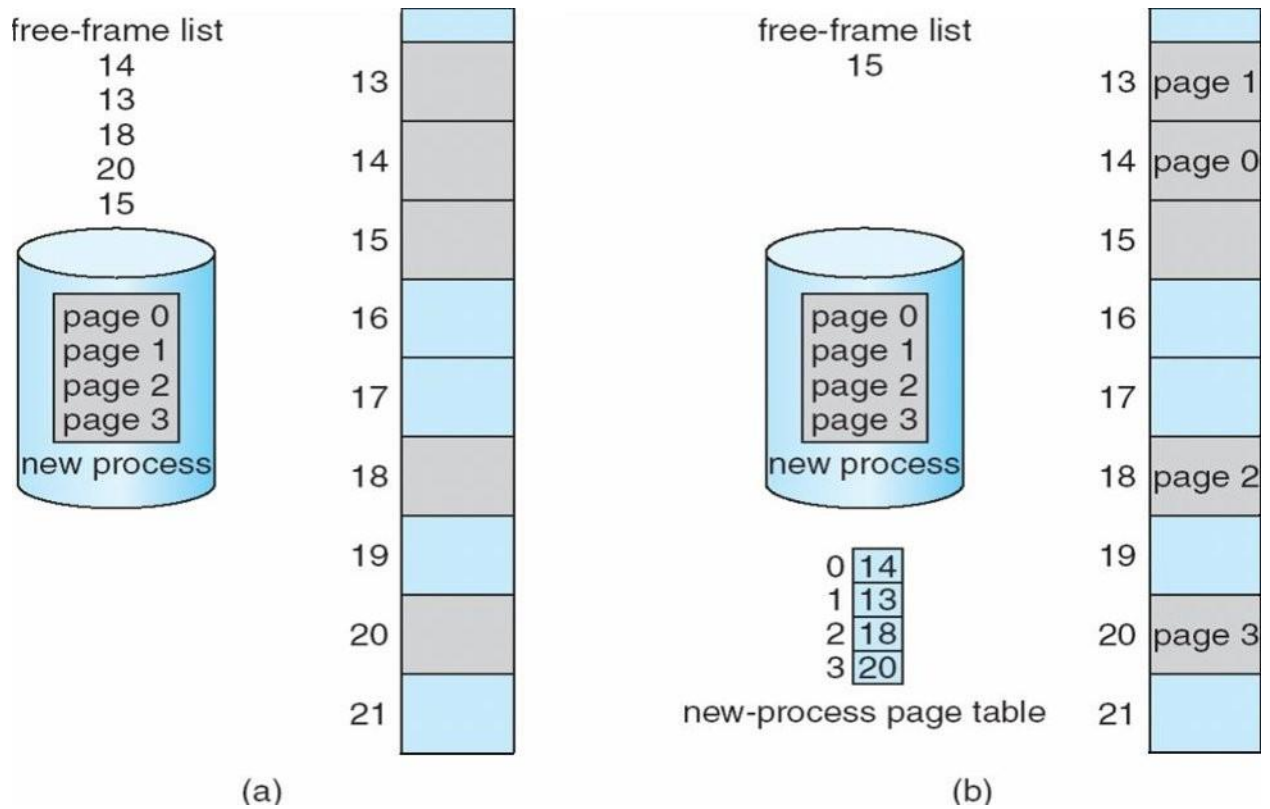 free-frame list
14
13
18
20
15
page 0
page 1
page 2
page 3
new process
13
14
15
16
17
18
19
20
21
(a)
free-frame list
15
page 0
page 1
page 2
page 3
new process
0 14
1 13
2 18
3 20
new-process page table
13 page 1
14 page 0
15
16
17
18 page 2
19
20 page 3
21
(b)